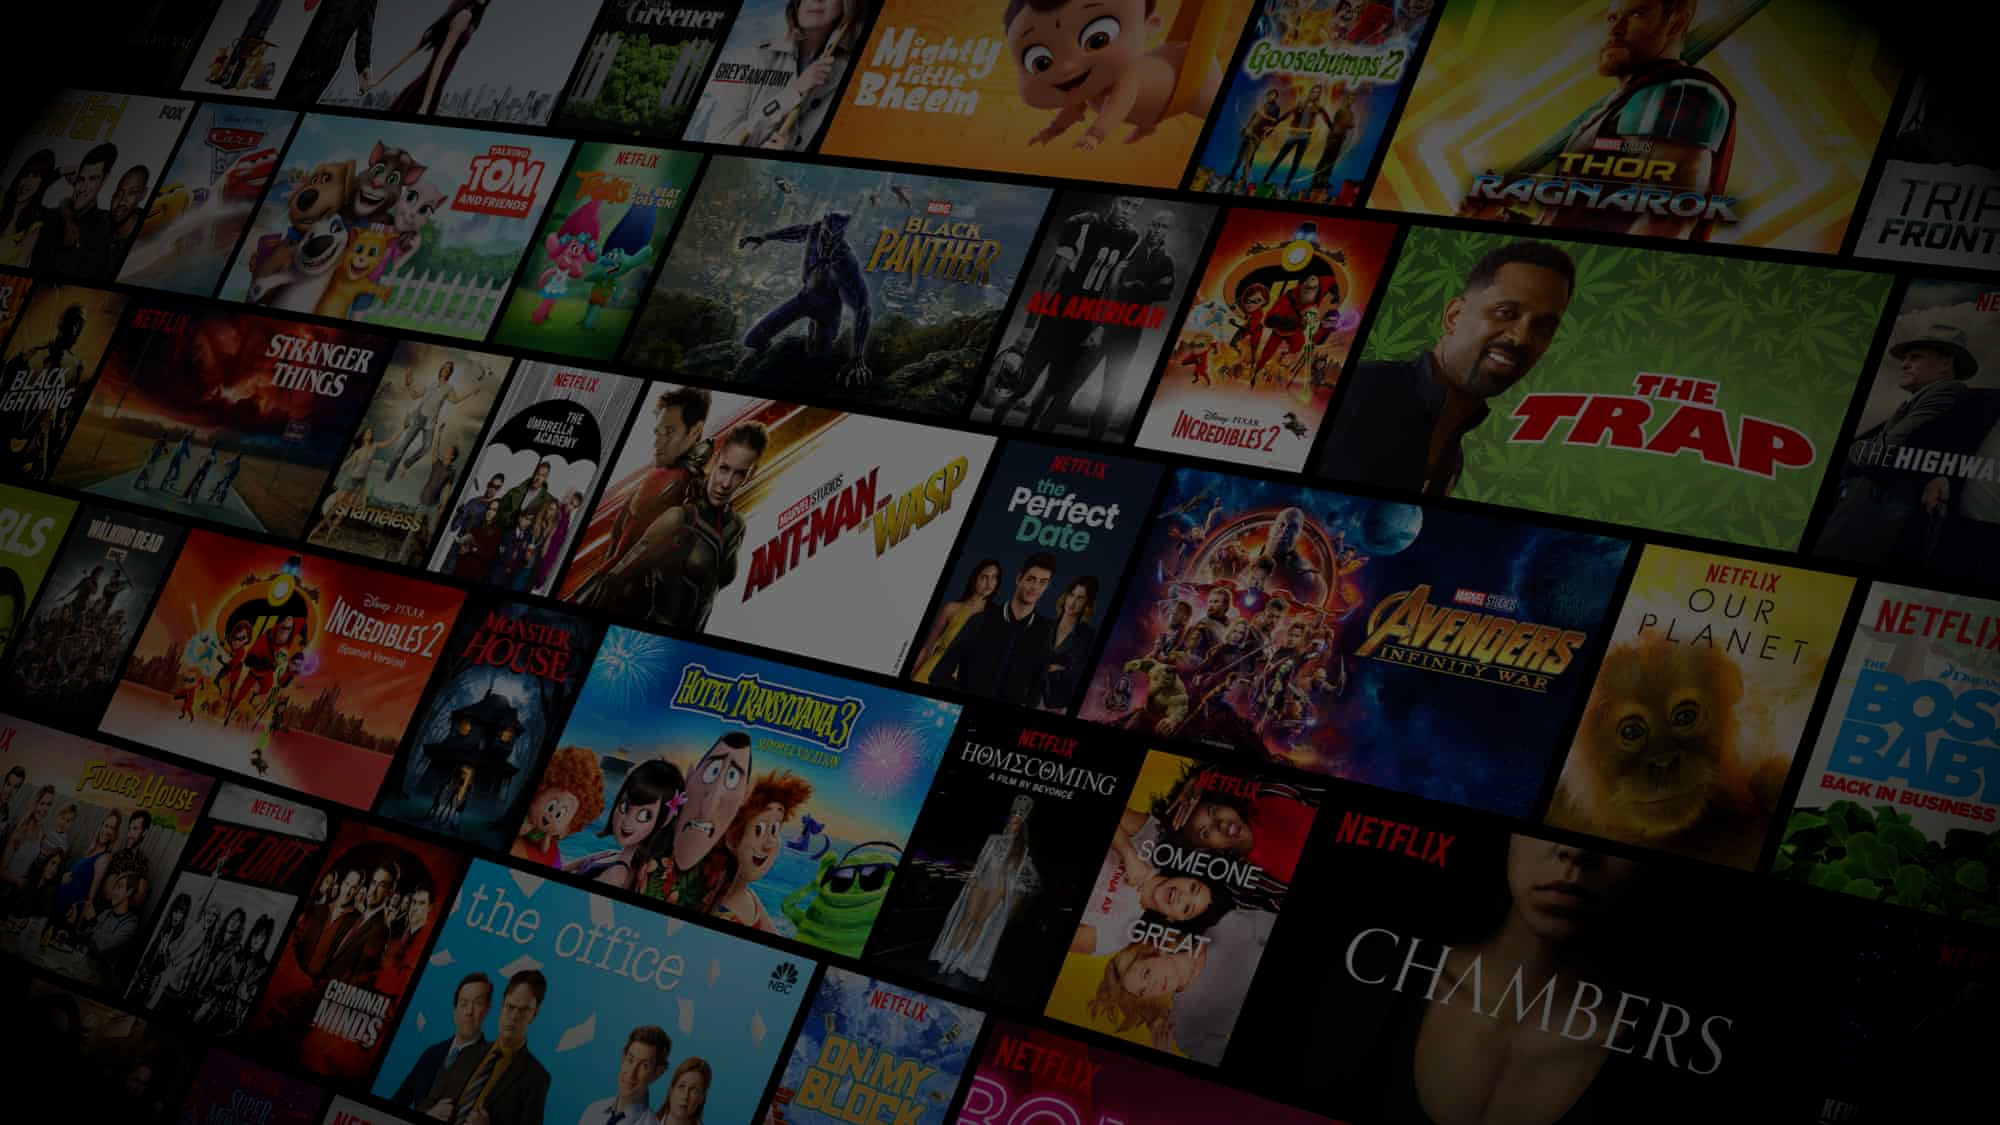 Greener
GREY'S ANATOMY
Mighty
little
Bheem
Goosebumps 2
MARVEL STUDIOS
THOR
RAGNAROK
FRONT
FOX
TALKING
TOM
AND FRIENDS
NETFLIX
Trolls
THE BEAT
GOES ON!
MARVEL
BLACK
PANTHER
ALL AMERICAN
Disney PIXAR
INCREDIBLES 2
THE
TRAP
THE HIGHWA
BLACK
IGHTNING
NETFLIX
STRANGER
THINGS
shameless
NETFLIX
THE
UMBRELLA
ACADEMY
MARVEL STUDIOS
ANT-MAN
AND THE
WASP
NETFLIX
the
Perfect
Date
MARVEL STUDIOS
AVENGERS
INFINITY WAR
NETFLIX
OUR
PLANET
NETFLIX
THE
BOSS
BABY
BACK IN BUSINESS
RLS
THE
WALKING DEAD
AMC
Disney PIXAR
INCREDIBLES 2
(Spanish Version)
MONSTER
HOUSE
HOTEL TRANSYLVANIA 3
SUMMER VACATION
NETFLIX
HOMECOMING
A FILM BY BEYONCÉ
NETFLIX
SOMEONE
GREAT
NETFLIX
CHAMBERS
FULLER HOUSE
NETFLIX
THE DIRT
CRIMINAL
MINDS
the office
NBC
NETFLIX
ON MY
BLOCK
NETFLIX